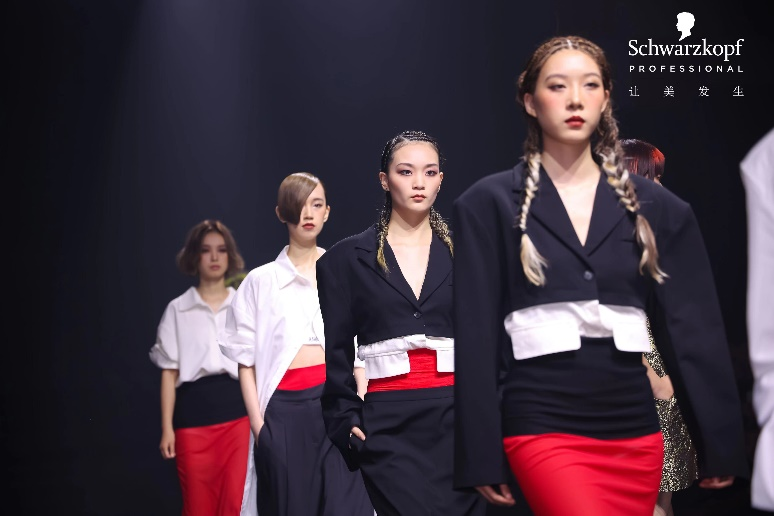 Schwarzkopf
PROFESSIONAL
让美发生